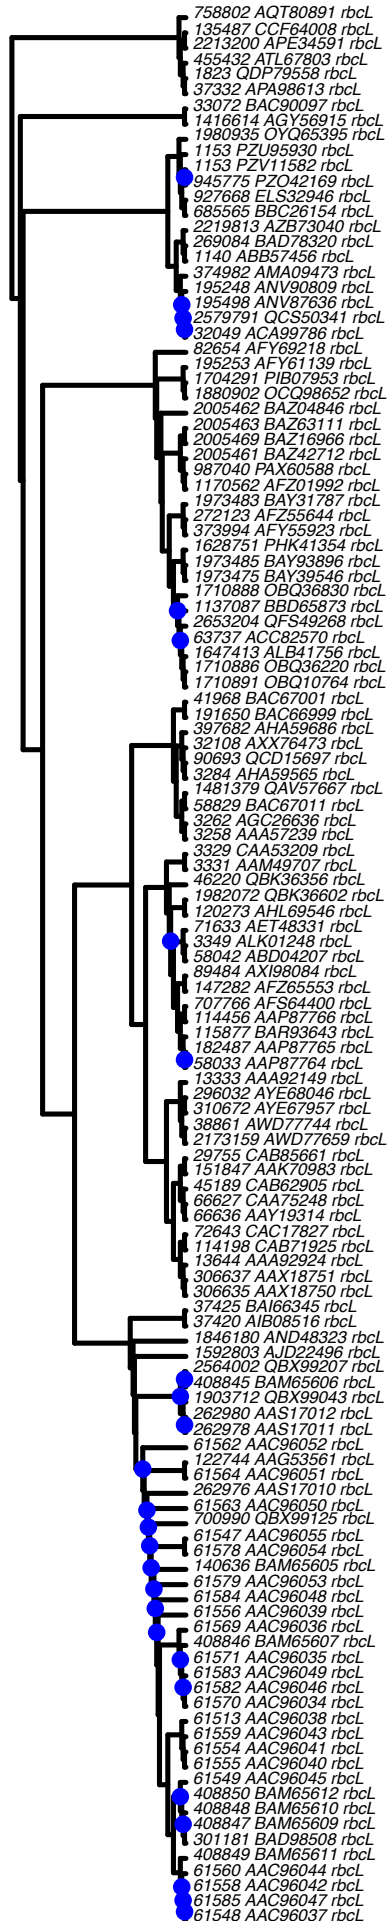 758802 AQT80891 rbcL
135487 CCF64008 rbcL
2213200 APE34591 rbcL
455432 ATL67803 rbcL
1823 QDP79558 rbcL
37332 APA98613 rbcL
33072 BAC90097 rbcL
1416614 AGY56915 rbcL
1980935 OYQ65395 rbcL
1153 PZU95930 rbcL
1153 PZV11582 rbcL
945775 PZO42169 rbcL
927668 ELS32946 rbcL
685565 BBC26154 rbcL
2219813 AZB73040 rbcL
269084 BAD78320 rbcL
1140 ABB57456 rbcL
374982 AMA09473 rbcL
195248 ANV90809 rbcL
195498 ANV87636 rbcL
2579791 QCS50341 rbcL
32049 ACA99786 rbcL
82654 AFY69218 rbcL
195253 AFY61139 rbcL
1704291 PIB07953 rbcL
1880902 OCQ98652 rbcL
2005462 BAZ04846 rbcL
2005463 BAZ63111 rbcL
2005469 BAZ16966 rbcL
2005461 BAZ42712 rbcL
987040 PAX60588 rbcL
1170562 AFZ01992 rbcL
1973483 BAY31787 rbcL
272123 AFZ55644 rbcL
373994 AFY55923 rbcL
1628751 PHK41354 rbcL
1973485 BAY93896 rbcL
1973475 BAY39546 rbcL
1710888 OBQ36830 rbcL
1137087 BBD65873 rbcL
2653204 QFS49268 rbcL
63737 ACC82570 rbcL
1647413 ALB41756 rbcL
1710886 OBQ36220 rbcL
1710891 OBQ10764 rbcL
41968 BAC67001 rbcL
191650 BAC66999 rbcL
397682 AHA59686 rbcL
32108 AXX76473 rbcL
90693 QCD15697 rbcL
3284 AHA59565 rbcL
1481379 QAV57667 rbcL
58829 BAC67011 rbcL
3262 AGC26636 rbcL
3258 AAA57239 rbcL
3329 CAA53209 rbcL
3331 AAM49707 rbcL
46220 QBK36356 rbcL
1982072 QBK36602 rbcL
120273 AHL69546 rbcL
71633 AET48331 rbcL
3349 ALK01248 rbcL
58042 ABD04207 rbcL
89484 AXI98084 rbcL
147282 AFZ65553 rbcL
707766 AFS64400 rbcL
114456 AAP87766 rbcL
115877 BAR93643 rbcL
182487 AAP87765 rbcL
58033 AAP87764 rbcL
13333 AAA92149 rbcL
296032 AYE68046 rbcL
310672 AYE67957 rbcL
38861 AWD77744 rbcL
2173159 AWD77659 rbcL
29755 CAB85661 rbcL
151847 AAK70983 rbcL
45189 CAB62905 rbcL
66627 CAA75248 rbcL
66636 AAY19314 rbcL
72643 CAC17827 rbcL
114198 CAB71925 rbcL
13644 AAA92924 rbcL
306637 AAX18751 rbcL
306635 AAX18750 rbcL
37425 BAI66345 rbcL
37420 AIB08516 rbcL
1846180 AND48323 rbcL
1592803 AJD22496 rbcL
2564002 QBX99207 rbcL
408845 BAM65606 rbcL
1903712 QBX99043 rbcL
262980 AAS17012 rbcL
262978 AAS17011 rbcL
61562 AAC96052 rbcL
122744 AAG53561 rbcL
61564 AAC96051 rbcL
262976 AAS17010 rbcL
61563 AAC96050 rbcL
700990 QBX99125 rbcL
61547 AAC96055 rbcL
61578 AAC96054 rbcL
140636 BAM65605 rbcL
61579 AAC96053 rbcL
61584 AAC96048 rbcL
61556 AAC96039 rbcL
61569 AAC96036 rbcL
408846 BAM65607 rbcL
61571 AAC96035 rbcL
61583 AAC96049 rbcL
61582 AAC96046 rbcL
61570 AAC96034 rbcL
61513 AAC96038 rbcL
61559 AAC96043 rbcL
61554 AAC96041 rbcL
61555 AAC96040 rbcL
61549 AAC96045 rbcL
408850 BAM65612 rbcL
408848 BAM65610 rbcL
408847 BAM65609 rbcL
301181 BAD98508 rbcL
408849 BAM65611 rbcL
61560 AAC96044 rbcL
61558 AAC96042 rbcL
61585 AAC96047 rbcL
61548 AAC96037 rbcL